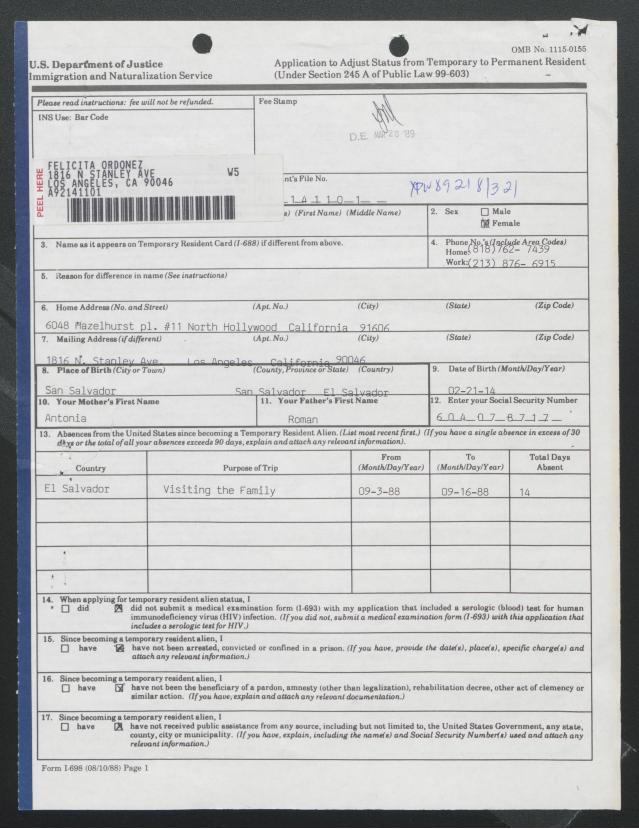 OMB No. 1115-0155
U.S. Department of Justice
Immigration and Naturalization Service
Application to Adjust Status from Temporary to Permanent Resident
(Under Section 245 A of Public Law 99-603)
Please read instructions: fee will not be refunded.
Fee Stamp
INS Use: Bar Code
D.E MAR 28 89
PEEL HERE
FELICITA ORDONEZ W5
1816 N STANLEY AVE
LOS ANGELES, CA 90046
A92141101
nt's File No.
1 4 1 1 0 1
XPW 89 218/321
(First Name) (Middle Name)
2. Sex Male
Female
3. Name as it appears on Temporary Resident Card (I-688) if different from above.
4. Phone No.'s (Include Area Codes)
Home: (818) 762- 7439
Work: (213) 876- 6915
5. Reason for difference in name (See instructions)
6. Home Address (No. and Street) (Apt. No.) (City) (State) (Zip Code)
6048 Hazelhurst pl. #11 North Hollywood California 91606
7. Mailing Address (if different) (Apt. No.) (City) (State) (Zip Code)
1816 N. Stanley Ave. Los Angeles California 90046
8. Place of Birth (City or Town) (County, Province or State) (Country)
San Salvador San Salvador El Salvador
9. Date of Birth (Month/Day/Year)
02-21-14
10. Your Mother's First Name
Antonia
11. Your Father's First Name
Roman
12. Enter your Social Security Number
6 0 4 0 7 8 7 1 7
13. Absences from the United States since becoming a Temporary Resident Alien. (List most recent first.) (If you have a single absence in excess of 30
days or the total of all your absences exceeds 90 days, explain and attach any relevant information).
Country Purpose of Trip From (Month/Day/Year) To (Month/Day/Year) Total Days Absent
El Salvador Visiting the Family 09-3-88 09-16-88 14
14. When applying for temporary resident alien status, I
did did not submit a medical examination form (I-693) with my application that included a serologic (blood) test for human
immunodeficiency virus (HIV) infection. (If you did not, submit a medical examination form (I-693) with this application that
includes a serologic test for HIV.)
15. Since becoming a temporary resident alien, I
have have not been arrested, convicted or confined in a prison. (If you have, provide the date(s), place(s), specific charge(s) and
attach any relevant information.)
16. Since becoming a temporary resident alien, I
have have not been the beneficiary of a pardon, amnesty (other than legalization), rehabilitation decree, other act of clemency or
similar action. (If you have, explain and attach any relevant documentation.)
17. Since becoming a temporary resident alien, I
have have not received public assistance from any source, including but not limited to, the United States Government, any state,
county, city or municipality. (If you have, explain, including the name(s) and Social Security Number(s) used and attach any
relevant information.)
Form I-698 (08/10/88) Page 1